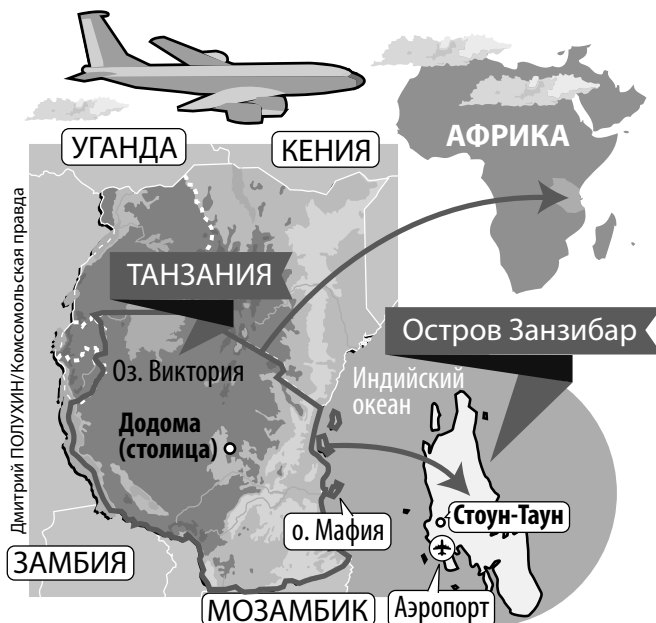 УГАНДА
КЕНИЯ
АФРИКА
Дмитрий ПОЛУХИН/Комсомольская правда
ТАНЗАНИЯ
Остров Занзибар
Оз. Виктория
Индийский
океан
Додома
(столица)
Стоун-Таун
о. Мафия
ЗАМБИЯ
МОЗАМБИК
Аэропорт